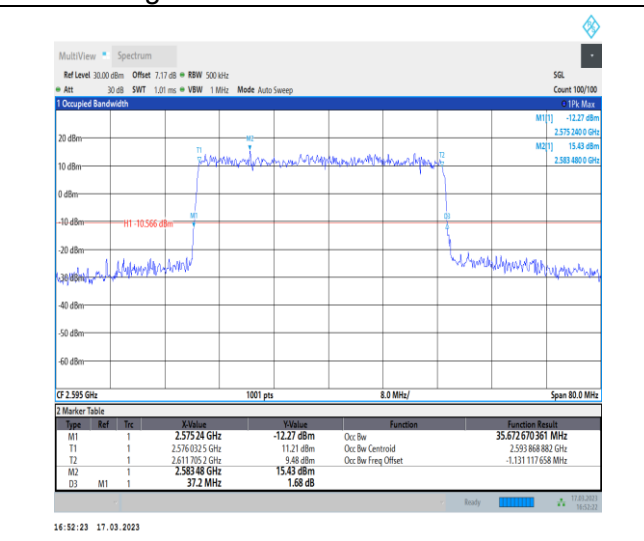 MultiView Spectrum
Ref Level 30.00 dBm Offset 7.17 dB RBW 500 kHz SGL
Att 30 dB SWT 1.01 ms VBW 1 MHz Mode Auto Sweep Count 100/100
1 Occupied Bandwidth 1Pk Max
M1[1] -12.27 dBm
2.575 240 0 GHz
M2[1] 15.43 dBm
2.583 480 0 GHz
20 dBm
M2
T1
T2
10 dBm
0 dBm
M1
D3
-10 dBm
H1 -10.566 dBm
-20 dBm
-30 dBm
-40 dBm
-50 dBm
-60 dBm
CF 2.595 GHz 1001 pts 8.0 MHz/ Span 80.0 MHz
2 Marker Table
Type Ref Trc X-Value Y-Value Function Function Result
M1 1 2.575 24 GHz -12.27 dBm Occ Bw 35.672 670 361 MHz
T1 1 2.576 032 5 GHz 11.21 dBm Occ Bw Centroid 2.593 868 882 GHz
T2 1 2.611 705 2 GHz 9.48 dBm Occ Bw Freq Offset -1.131 117 658 MHz
M2 1 2.583 48 GHz 15.43 dBm
D3 M1 1 37.2 MHz 1.68 dB
Ready 17.03.2023
16:52:22
16:52:23 17.03.2023